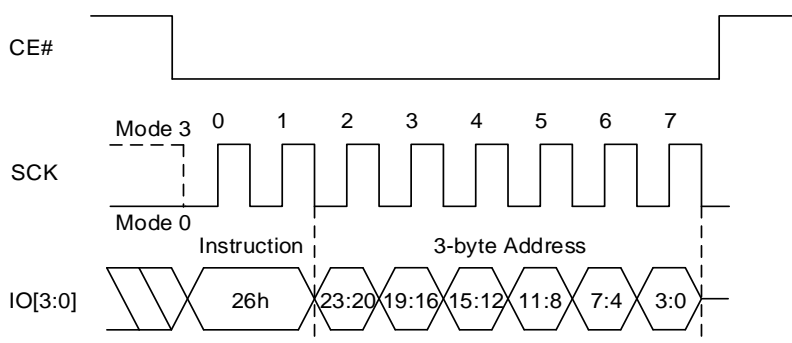 CE#
Mode 3 0 1 2 3 4 5 6 7
SCK
Mode 0
Instruction 3-byte Address
IO[3:0] 26h 23:20 19:16 15:12 11:8 7:4 3:0